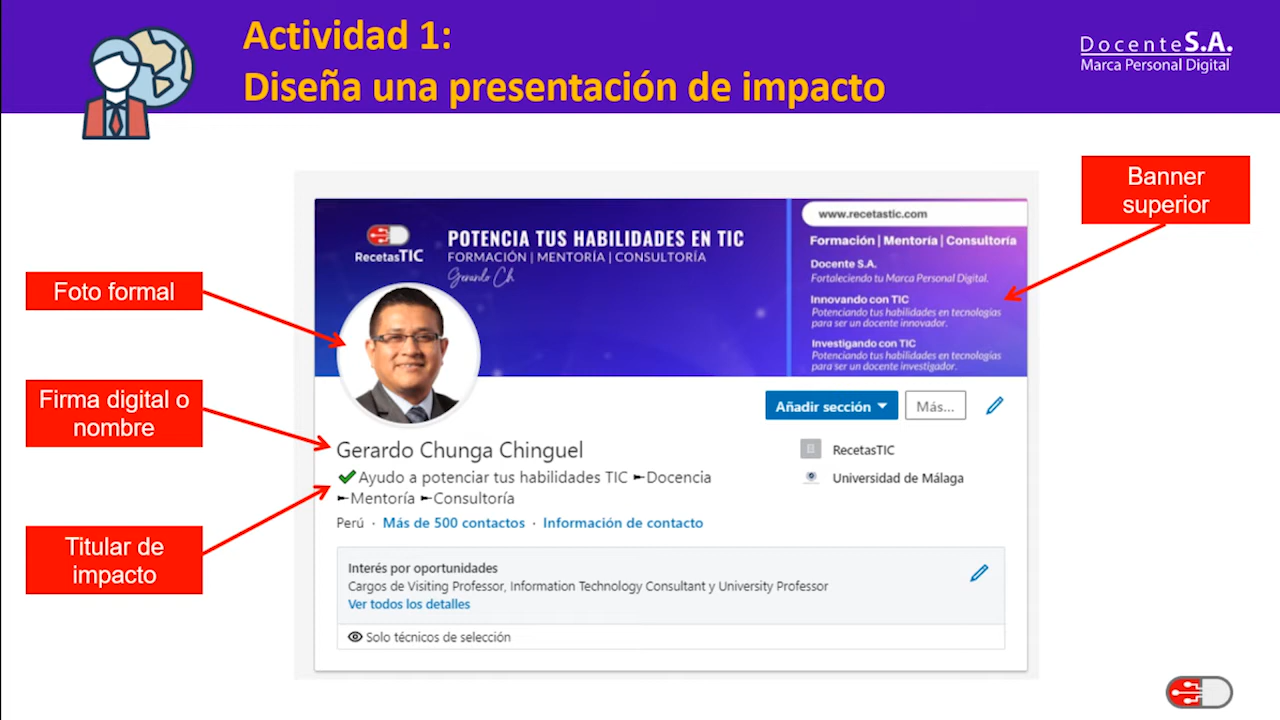 Actividad 1:
Diseña una presentación de impacto
DocenteS.A.
Marca Personal Digital
Banner
superior
Foto formal
Firma digital o
nombre
Titular de
impacto
RecetasTIC
POTENCIA TUS HABILIDADES EN TIC
FORMACIÓN | MENTORÍA | CONSULTORÍA
Gerardo Ch
www.recetastic.com
Formación | Mentoría | Consultoría
Docente S.A.
Fortaleciendo tu Marca Personal Digital.
Innovando con TIC
Potenciando tus habilidades en tecnologías
para ser un docente innovador.
Investigando con TIC
Potenciando tus habilidades en tecnologías
para ser un docente investigador.
Añadir sección
Más...
Gerardo Chunga Chinguel
✔Ayudo a potenciar tus habilidades TIC ►Docencia
►Mentoría ►Consultoría
Perú · Más de 500 contactos · Información de contacto
RecetasTIC
Universidad de Málaga
Interés por oportunidades
Cargos de Visiting Professor, Information Technology Consultant y University Professor
Ver todos los detalles
Solo técnicos de selección